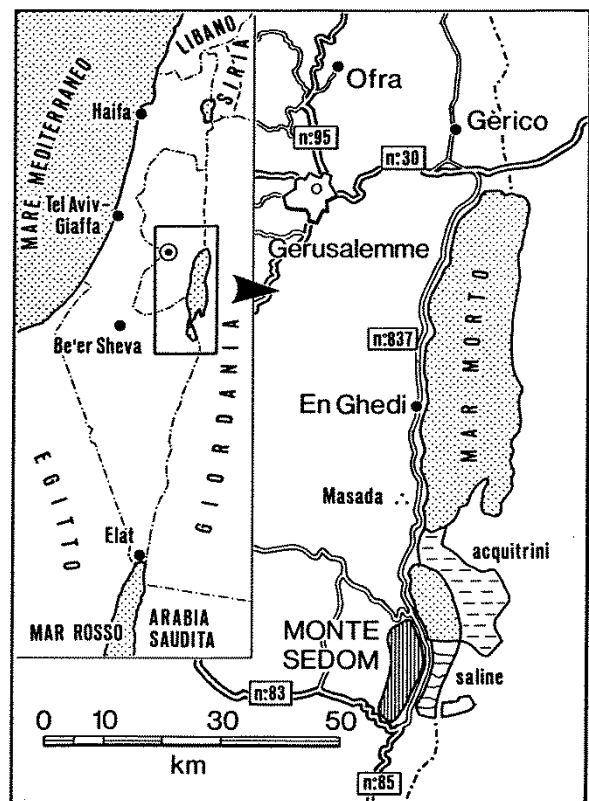 LIBANO
SIRIA
MARE MEDITERRANEO
Haifa
Tel Aviv-
Giaffa
Be'er Sheva
EGITTO
GIORDANIA
Elat
MAR ROSSO
ARABIA
SAUDITA
Ofra
Gerico
n:95
n:30
Gerusalemme
n:837
En Ghedi
MAR MORTO
Masada
acquitrini
MONTE
SEDOM
saline
n:83
n:85
0 10 20 30 50
km